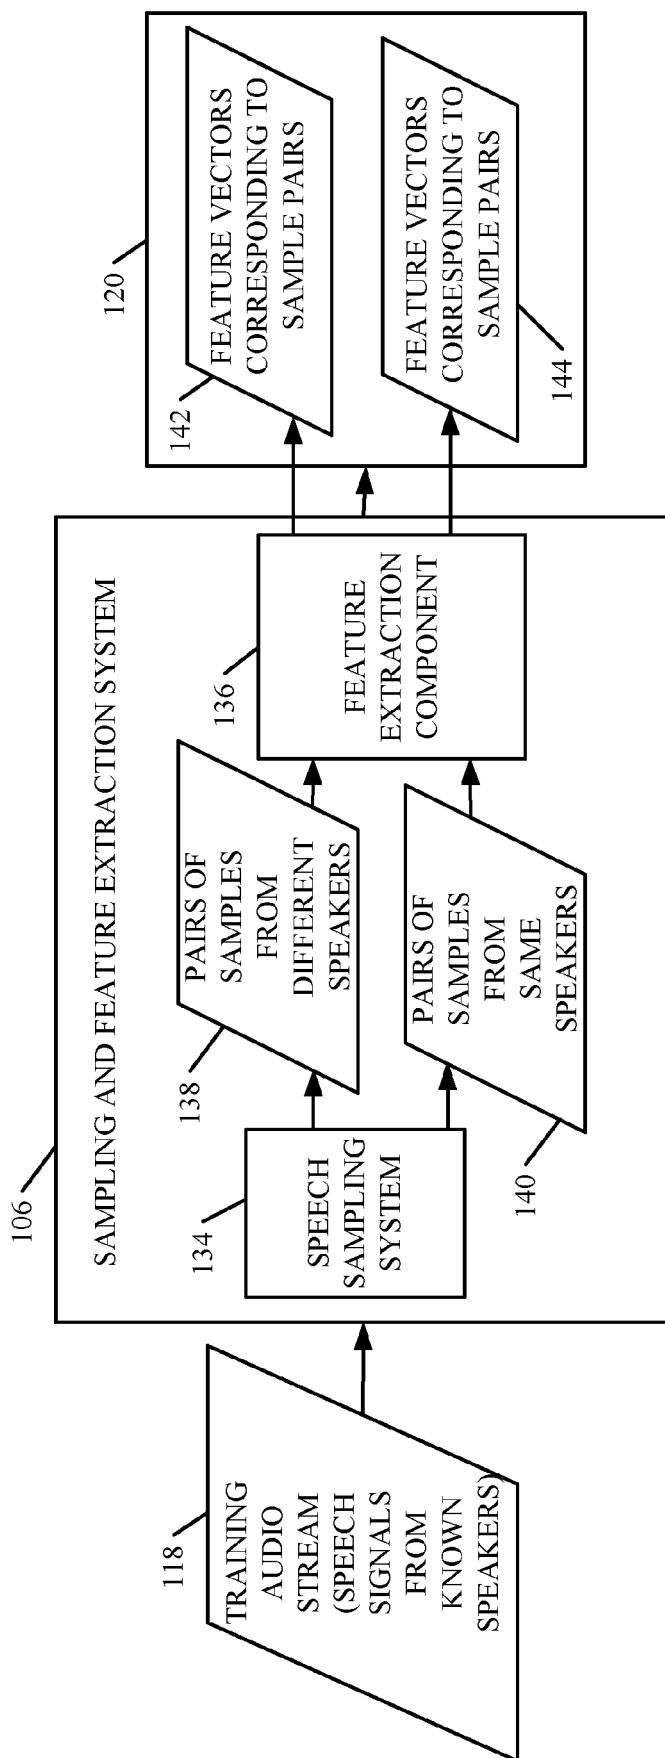 118
TRAINING
AUDIO
STREAM
(SPEECH
SIGNALS
FROM
KNOWN
SPEAKERS)
106
SAMPLING AND FEATURE EXTRACTION SYSTEM
134
SPEECH
SAMPLING
SYSTEM
138
PAIRS OF
SAMPLES
FROM
DIFFERENT
SPEAKERS
140
PAIRS OF
SAMPLES
FROM
SAME
SPEAKERS
136
FEATURE
EXTRACTION
COMPONENT
120
142
FEATURE VECTORS
CORRESPONDING TO
SAMPLE PAIRS
FEATURE VECTORS
CORRESPONDING TO
SAMPLE PAIRS
144